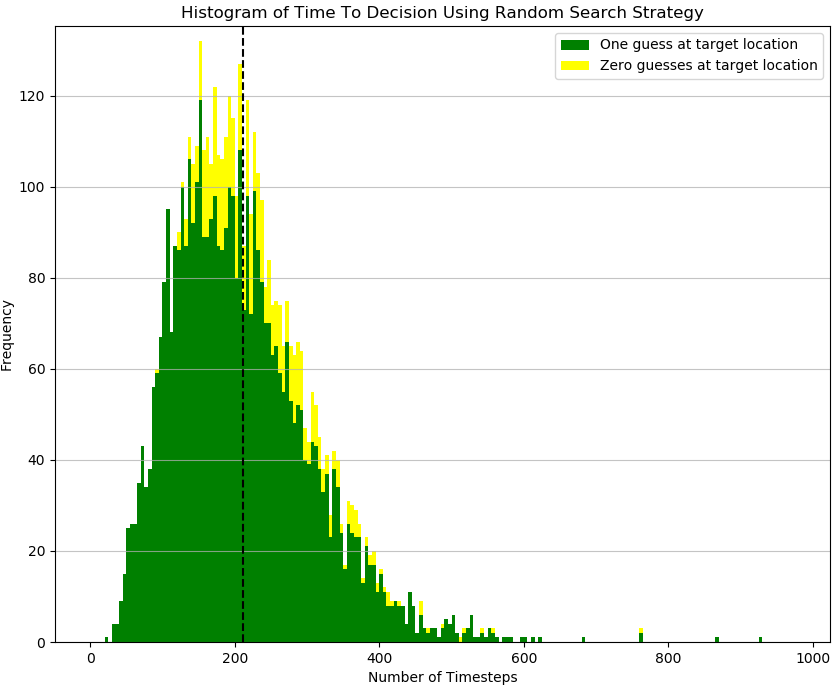 Histogram of Time To Decision Using Random Search Strategy
One guess at target location
Zero guesses at target location
Frequency
120
100
80
60
40
20
0
0 200 400 600 800 1000
Number of Timesteps